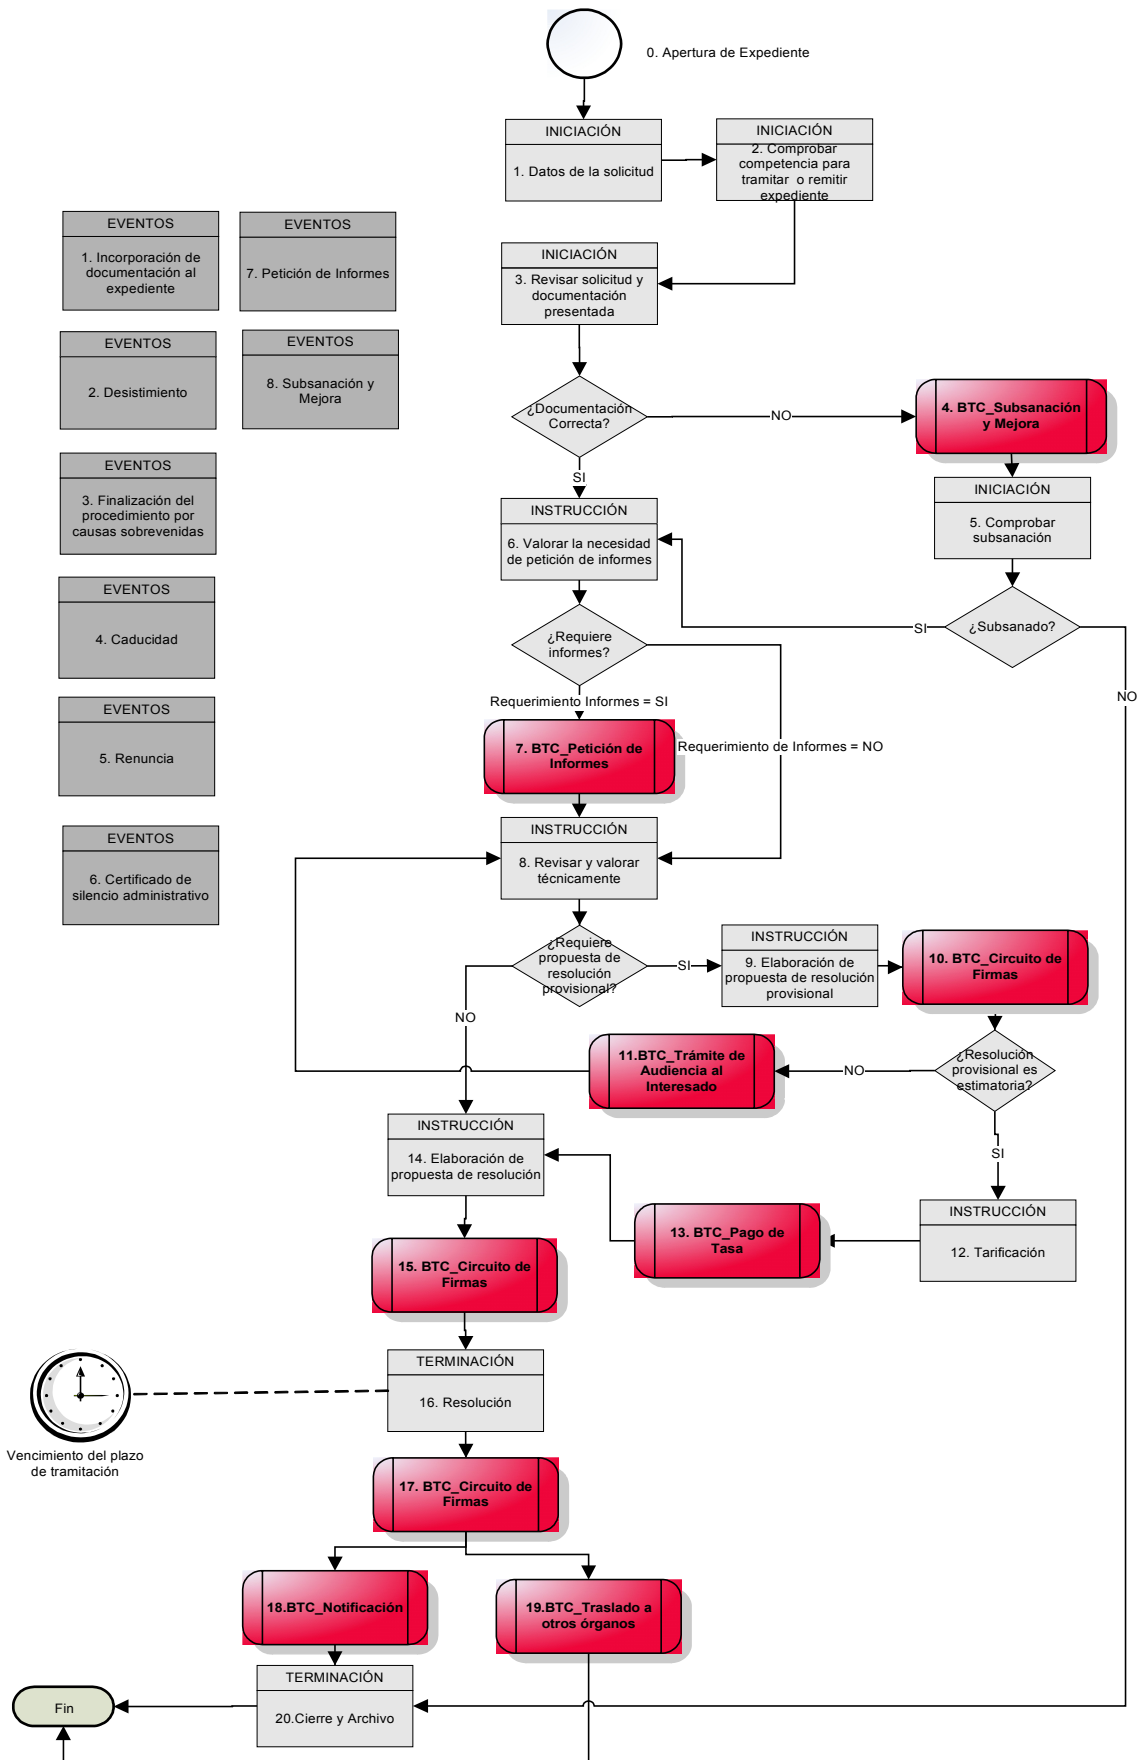 0. Apertura de Expediente
INICIACIÓN
1. Datos de la solicitud
INICIACIÓN
2. Comprobar
competencia para
tramitar o remitir
expediente
EVENTOS
1. Incorporación de
documentación al
expediente
EVENTOS
7. Petición de Informes
INICIACIÓN
3. Revisar solicitud y
documentación
presentada
EVENTOS
2. Desistimiento
EVENTOS
8. Subsanación y
Mejora
¿Documentación
Correcta?
NO
4. BTC_Subsanación
y Mejora
SI
EVENTOS
3. Finalización del
procedimiento por
causas sobrevenidas
INSTRUCCIÓN
6. Valorar la necesidad
de petición de informes
INICIACIÓN
5. Comprobar
subsanación
EVENTOS
4. Caducidad
¿Requiere
informes?
SI
¿Subsanado?
NO
Requerimiento Informes = SI
EVENTOS
5. Renuncia
7. BTC_Petición de
Informes
Requerimiento de Informes = NO
EVENTOS
6. Certificado de
silencio administrativo
INSTRUCCIÓN
8. Revisar y valorar
técnicamente
¿Requiere
propuesta de
resolución
provisional?
SI
INSTRUCCIÓN
9. Elaboración de
propuesta de resolución
provisional
10. BTC_Circuito de
Firmas
NO
11.BTC_Trámite de
Audiencia al
Interesado
NO
¿Resolución
provisional es
estimatoria?
INSTRUCCIÓN
14. Elaboración de
propuesta de resolución
SI
13. BTC_Pago de
Tasa
INSTRUCCIÓN
12. Tarificación
15. BTC_Circuito de
Firmas
TERMINACIÓN
16. Resolución
Vencimiento del plazo
de tramitación
17. BTC_Circuito de
Firmas
18.BTC_Notificación
19.BTC_Traslado a
otros órganos
TERMINACIÓN
20.Cierre y Archivo
Fin